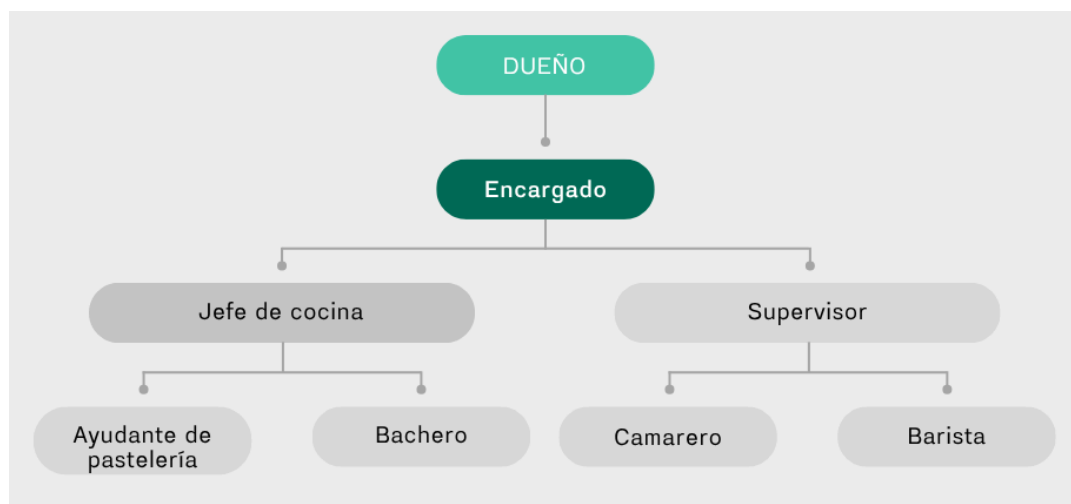 DUEÑO
Encargado
Jefe de cocina
Supervisor
Ayudante de
pastelería
Bachero
Camarero
Barista